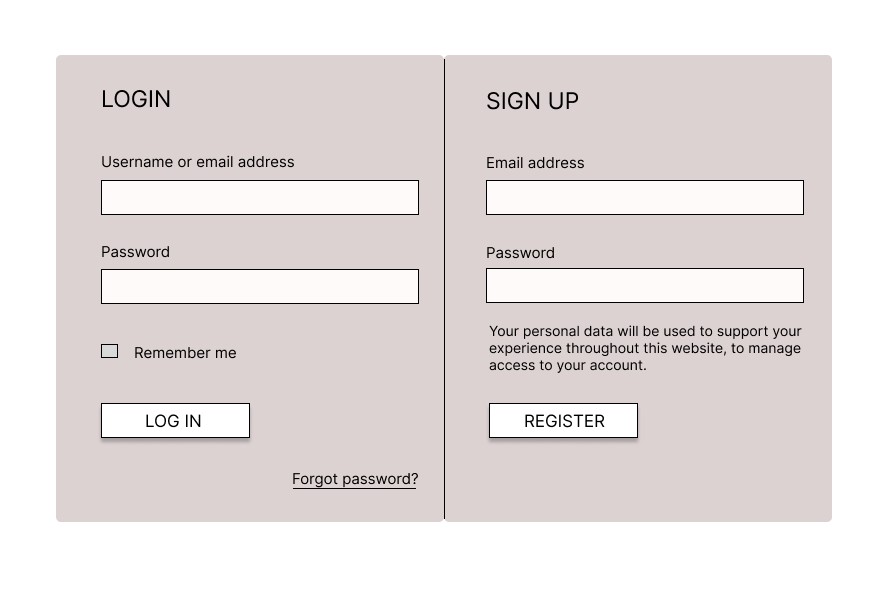 LOGIN
Username or email address
Password
Remember me
LOG IN
Forgot password?
SIGN UP
Email address
Password
Your personal data will be used to support your
experience throughout this website, to manage
access to your account.
REGISTER